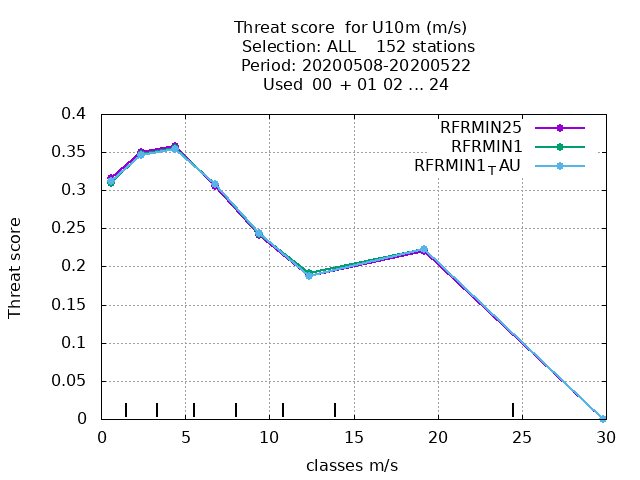 Threat score for U10m (m/s)
Selection: ALL 152 stations
Period: 20200508-20200522
Used 00 + 01 02 ... 24
RFRMIN25
RFRMIN1
RFRMIN1TAU
0.4
0.35
0.3
0.25
0.2
0.15
0.1
0.05
0
Threat score
0 5 10 15 20 25 30
classes m/s